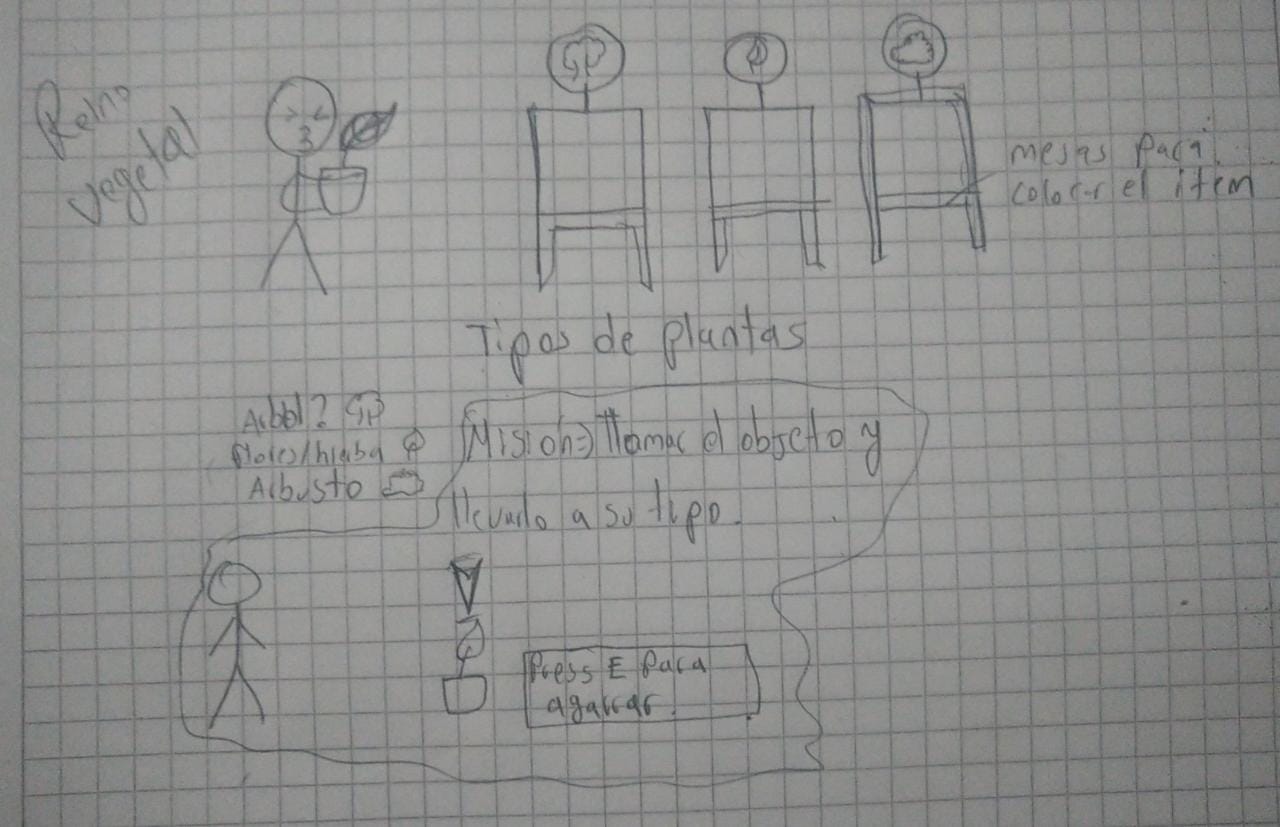 Reino
vegetal
mesas para
colocar el item
Tipos de plantas
Arbol?
flores/hierba
Arbusto
Misión=> tomar el objeto y
llevarlo a su tipo.
Press E para
agarrar.